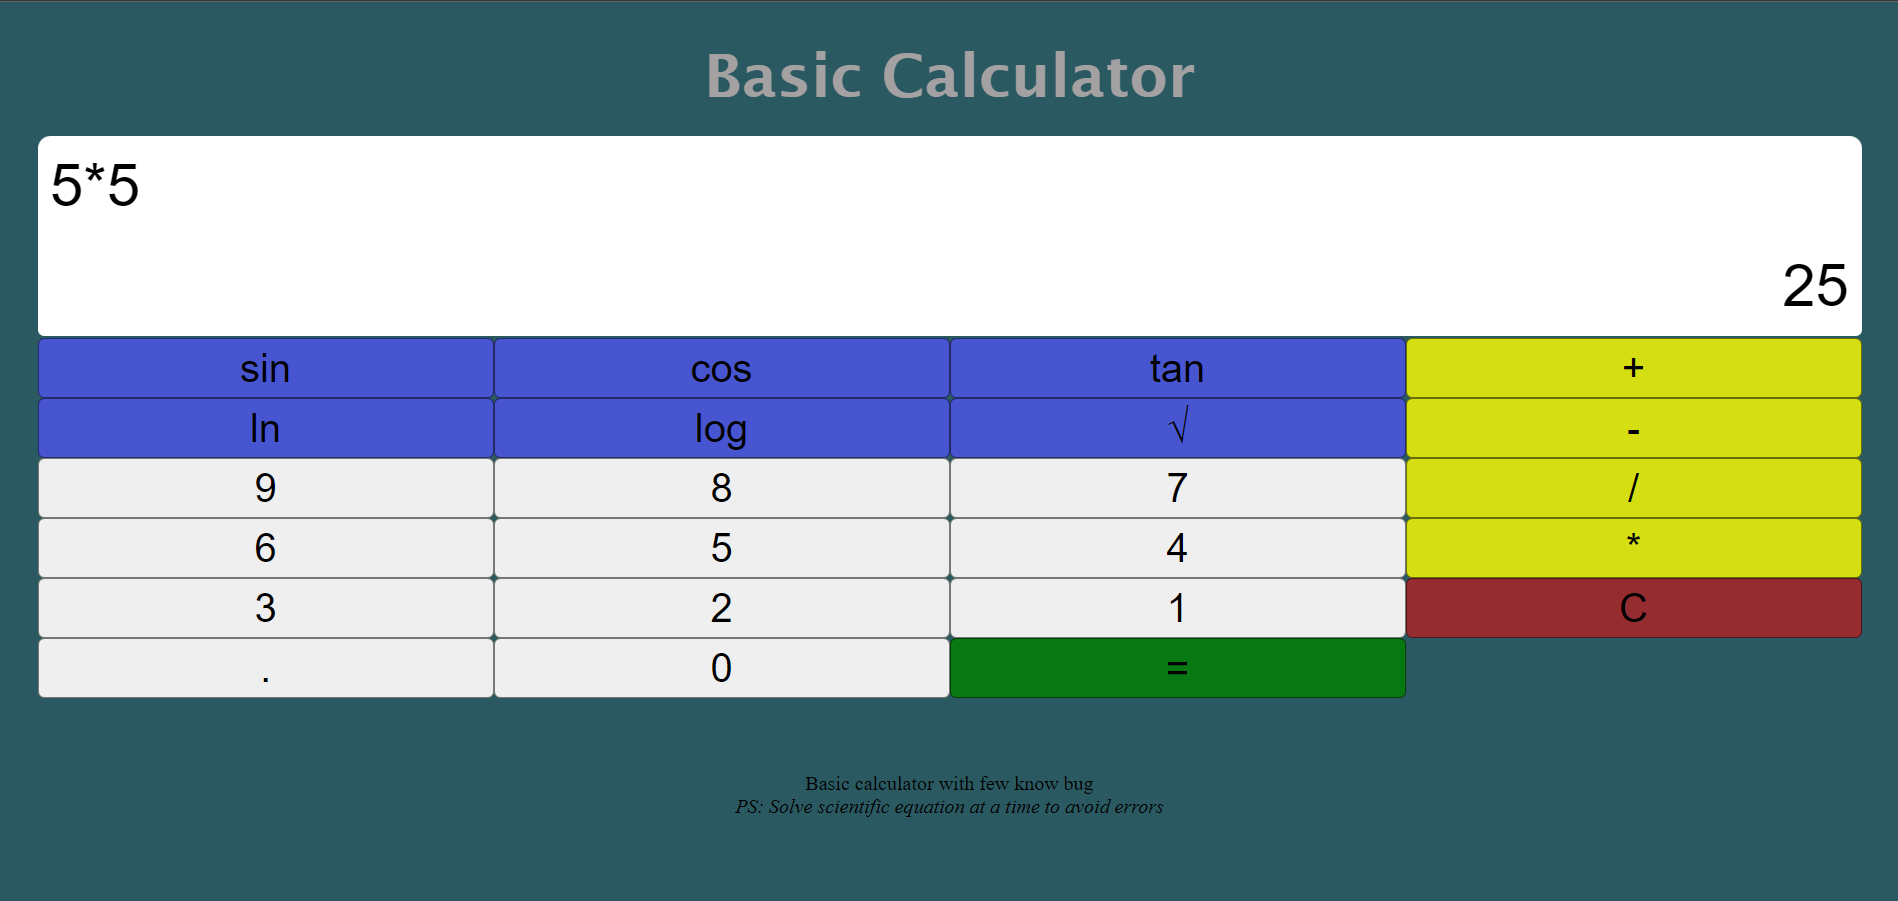 Basic Calculator
5*5
25
sin cos tan +
ln log √ -
9 8 7 /
6 5 4 *
3 2 1 C
. 0 =
Basic calculator with few know bug
PS: Solve scientific equation at a time to avoid errors